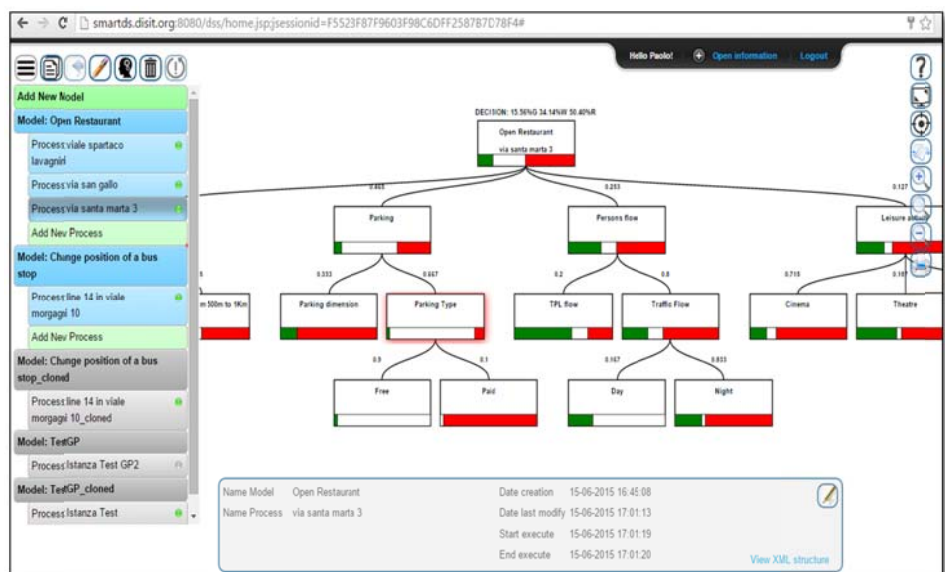 smartds.disit.org:8080/dss/home.jsp;jsessionid=F5523F87F9603F98C6DFF2587B7D78F4#
Hello Paolo!
Open information
Logout
Add New Model
Model: Open Restaurant
Process:viale spartaco
lavagnini
Process:via san gallo
Process:via santa marta 3
Add New Process
Model: Change position of a bus
stop
Process:line 14 in viale
morgagni 10
Add New Process
Model: Change position of a bus
stop_cloned
Process:line 14 in viale
morgagni 10_cloned
Model: TestGP
Process:Istanza Test GP2
Model: TestGP_cloned
Process:Istanza Test
DECISION: 15.56%G 34.14%W 50.40%R
Open Restaurant
via santa marta 3
0.253
0.127
Parking
Persons flow
Leisure
0.333
0.667
0.2
0.8
0.715
m 500m to 1Km
Parking dimension
Parking Type
TPL flow
Traffic Flow
Cinema
Theatre
0.9
0.1
0.167
0.833
Free
Paid
Day
Night
Name Model Open Restaurant
Date creation 15-06-2015 16:45:08
Name Process via santa marta 3
Date last modify 15-06-2015 17:01:13
Start execute 15-06-2015 17:01:19
End execute 15-06-2015 17:01:20
View XML structure